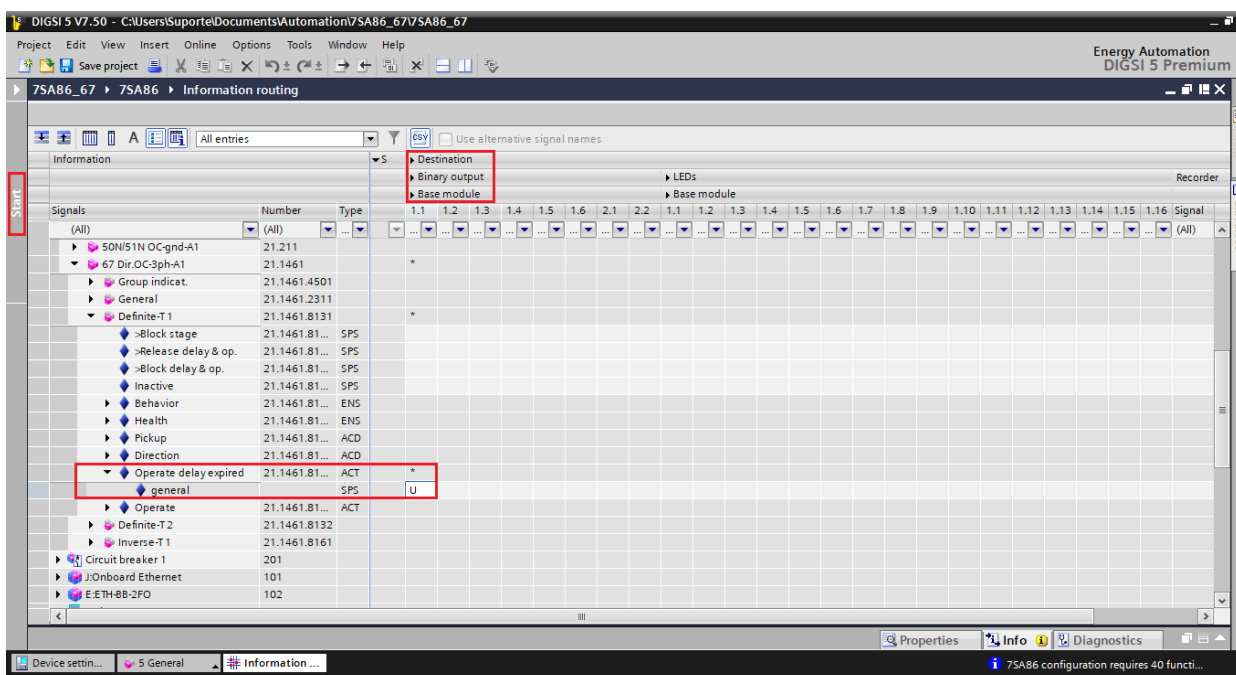 DIGSI 5 V7.50 - C:\Users\Suporte\Documents\Automation\7SA86_67\7SA86_67
Project Edit View Insert Online Options Tools Window Help
Energy Automation
DIGSI 5 Premium
Save project
7SA86_67 7SA86 Information routing
A All entries CSV Use alternative signal names
Start
Information S Destination
Binary output LEDs Recorder
Base module Base module
Signals Number Type 1.1 1.2 1.3 1.4 1.5 1.6 2.1 2.2 1.1 1.2 1.3 1.4 1.5 1.6 1.7 1.8 1.9 1.10 1.11 1.12 1.13 1.14 1.15 1.16 Signal
(All) (All) ... ... ... ... ... ... ... ... ... ... ... ... ... ... ... ... ... ... ... ... ... ... ... ... ... (All)
50N/51N OC-gnd-A1 21.211
67 Dir.OC-3ph-A1 21.1461 *
Group indicat. 21.1461.4501
General 21.1461.2311
Definite-T 1 21.1461.8131 *
>Block stage 21.1461.81... SPS
>Release delay & op. 21.1461.81... SPS
>Block delay & op. 21.1461.81... SPS
Inactive 21.1461.81... SPS
Behavior 21.1461.81... ENS
Health 21.1461.81... ENS
Pickup 21.1461.81... ACD
Direction 21.1461.81... ACD
Operate delay expired 21.1461.81... ACT *
general SPS U
Operate 21.1461.81... ACT
Definite-T 2 21.1461.8132
Inverse-T 1 21.1461.8161
Circuit breaker 1 201
J:Onboard Ethernet 101
E:ETH-BB-2FO 102
Properties Info Diagnostics
Device settin... 5 General Information ... 7SA86 configuration requires 40 functi...